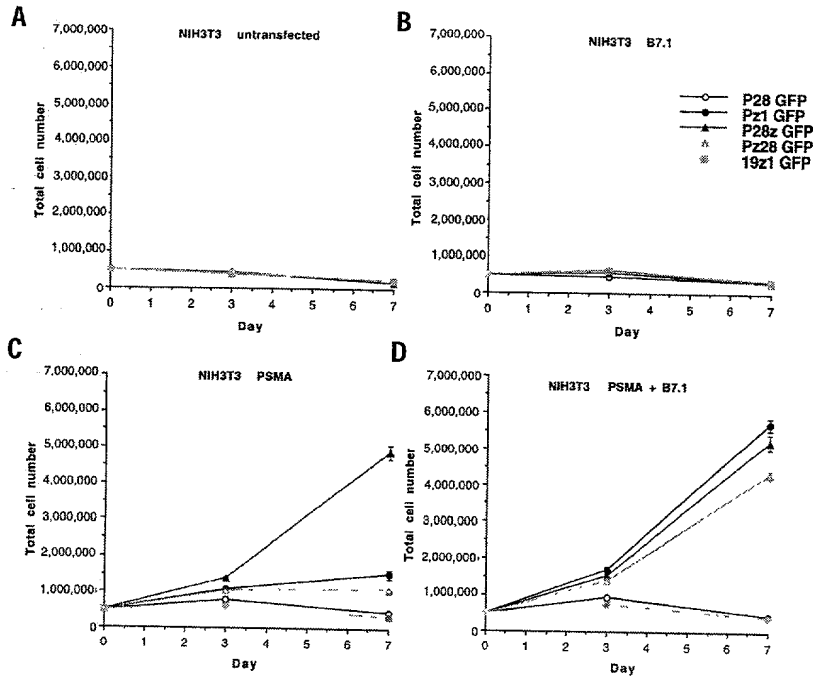 A
NIH3T3 untransfected
7,000,000
6,000,000
5,000,000
4,000,000
3,000,000
2,000,000
1,000,000
0
Total cell number
0 1 2 3 4 5 6 7
Day
B
NIH3T3 B7.1
7,000,000
6,000,000
5,000,000
4,000,000
3,000,000
2,000,000
1,000,000
0
Total cell number
0 1 2 3 4 5 6 7
Day
P28 GFP
Pz1 GFP
P28z GFP
Pz28 GFP
19z1 GFP
C
NIH3T3 PSMA
7,000,000
6,000,000
5,000,000
4,000,000
3,000,000
2,000,000
1,000,000
0
Total cell number
0 1 2 3 4 5 6 7
Day
D
NIH3T3 PSMA + B7.1
7,000,000
6,000,000
5,000,000
4,000,000
3,000,000
2,000,000
1,000,000
0
Total cell number
0 1 2 3 4 5 6 7
Day